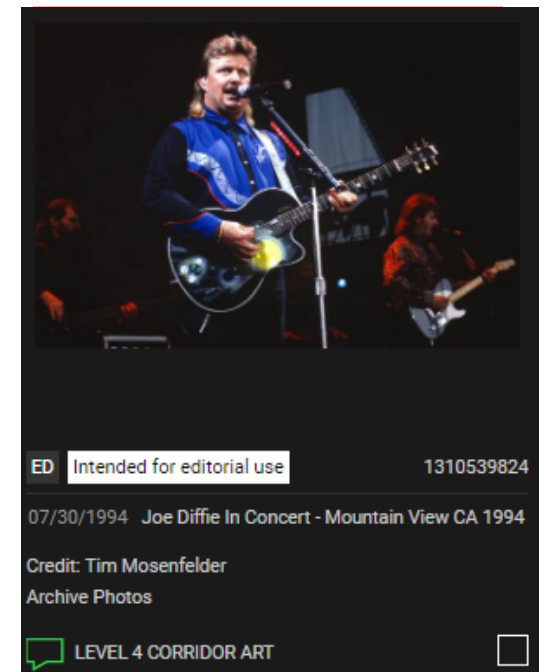 ED Intended for editorial use 1310539824
07/30/1994 Joe Diffie In Concert - Mountain View CA 1994
Credit: Tim Mosenfelder
Archive Photos
LEVEL 4 CORRIDOR ART